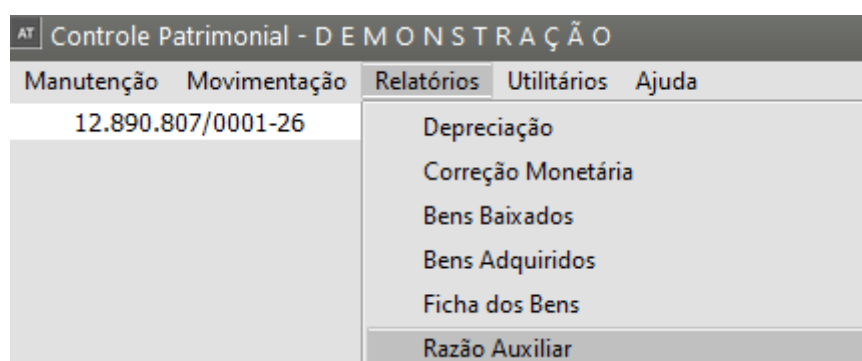 AT Controle Patrimonial - D E M O N S T R A Ç Ã O
Manutenção Movimentação Relatórios Utilitários Ajuda
12.890.807/0001-26
Depreciação
Correção Monetária
Bens Baixados
Bens Adquiridos
Ficha dos Bens
Razão Auxiliar